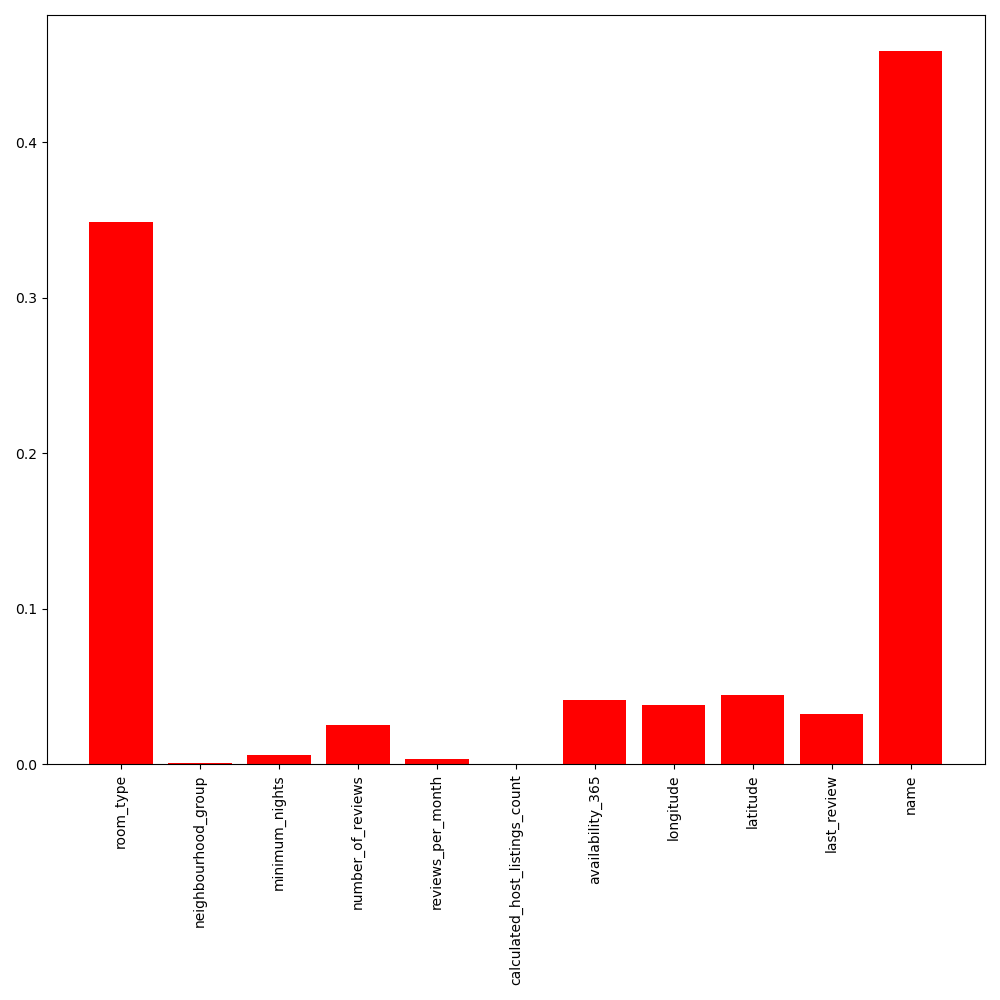 0.4
0.3
0.2
0.1
0.0
room_type
neighbourhood_group
minimum_nights
number_of_reviews
reviews_per_month
calculated_host_listings_count
availability_365
longitude
latitude
last_review
name